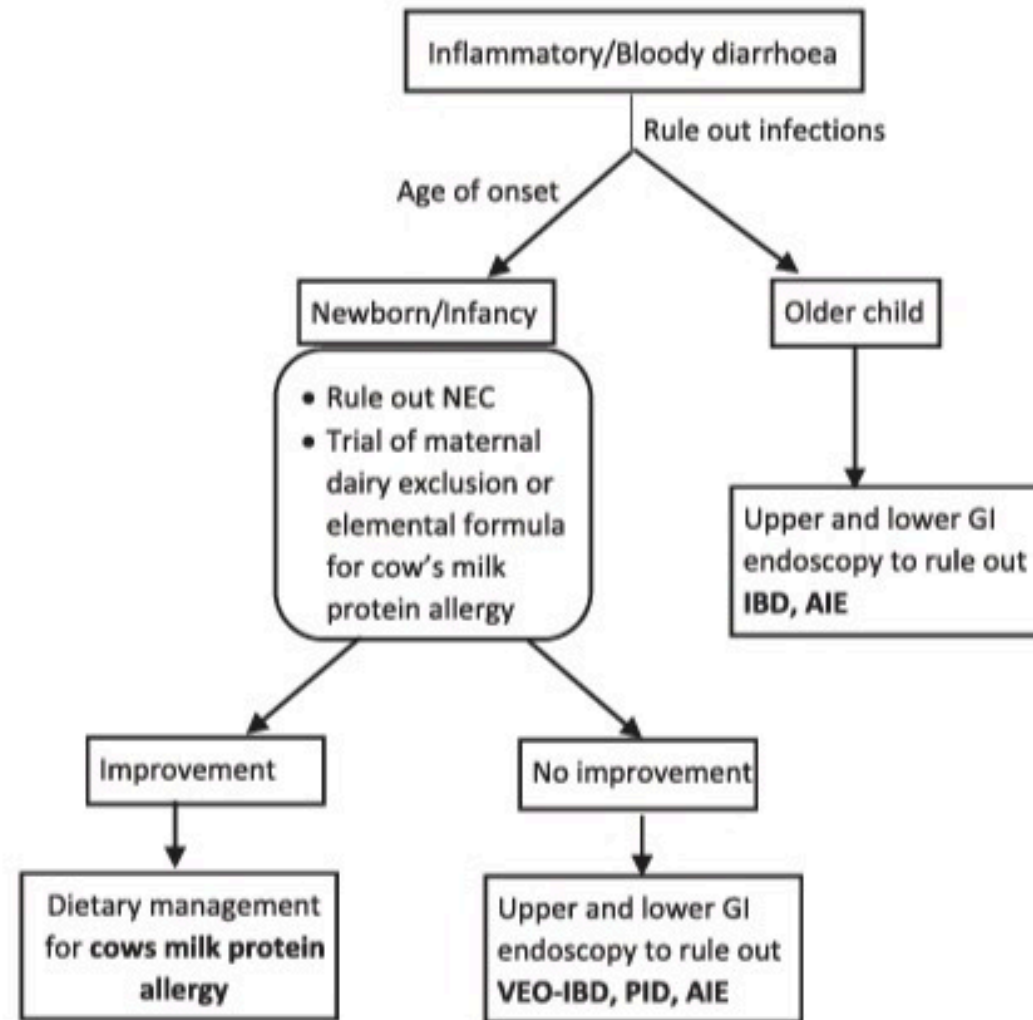 Inflammatory/Bloody diarrhoea
Rule out infections
Age of onset
Newborn/Infancy
Older child
• Rule out NEC
• Trial of maternal
dairy exclusion or
elemental formula
for cow's milk
protein allergy
Upper and lower GI
endoscopy to rule out
IBD, AIE
Improvement
No improvement
Dietary management
for cows milk protein
allergy
Upper and lower GI
endoscopy to rule out
VEO-IBD, PID, AIE